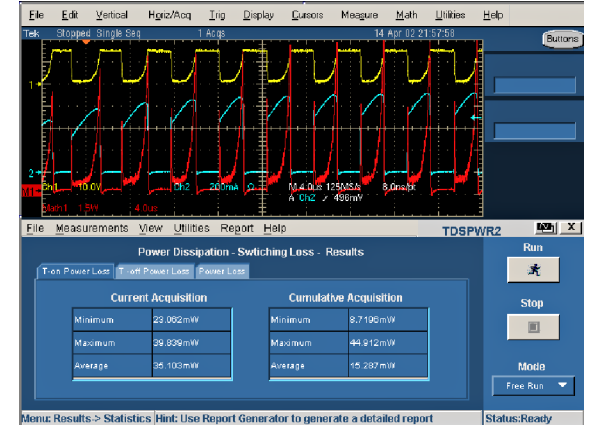 File Edit Vertical Horiz/Acq Trig Display Cursors Measure Math Utilities Help
Tek Stopped Single Seq 1 Acqs 14 Apr 02 21:57:58
Buttons
1
2
Ch1 10.0V Ch2 200mA Ω M 4.0us 125MS/s 8.0ns/pt
A Ch2 496mV
Math1 1.5W 4.0us
File Measurements View Utilities Report Help TDSPWR2 X
Power Dissipation - Swtiching Loss - Results
T-on Power Loss T-off Power Loss Power Loss
Current Acquisition Cumulative Acquisition
Minimum 23.062mW Minimum 8.7196mW
Maximum 39.839mW Maximum 44.912mW
Average 35.103mW Average 15.287mW
Run
Stop
Mode
Free Run
Menu: Results-> Statistics Hint: Use Report Generator to generate a detailed report Status:Ready